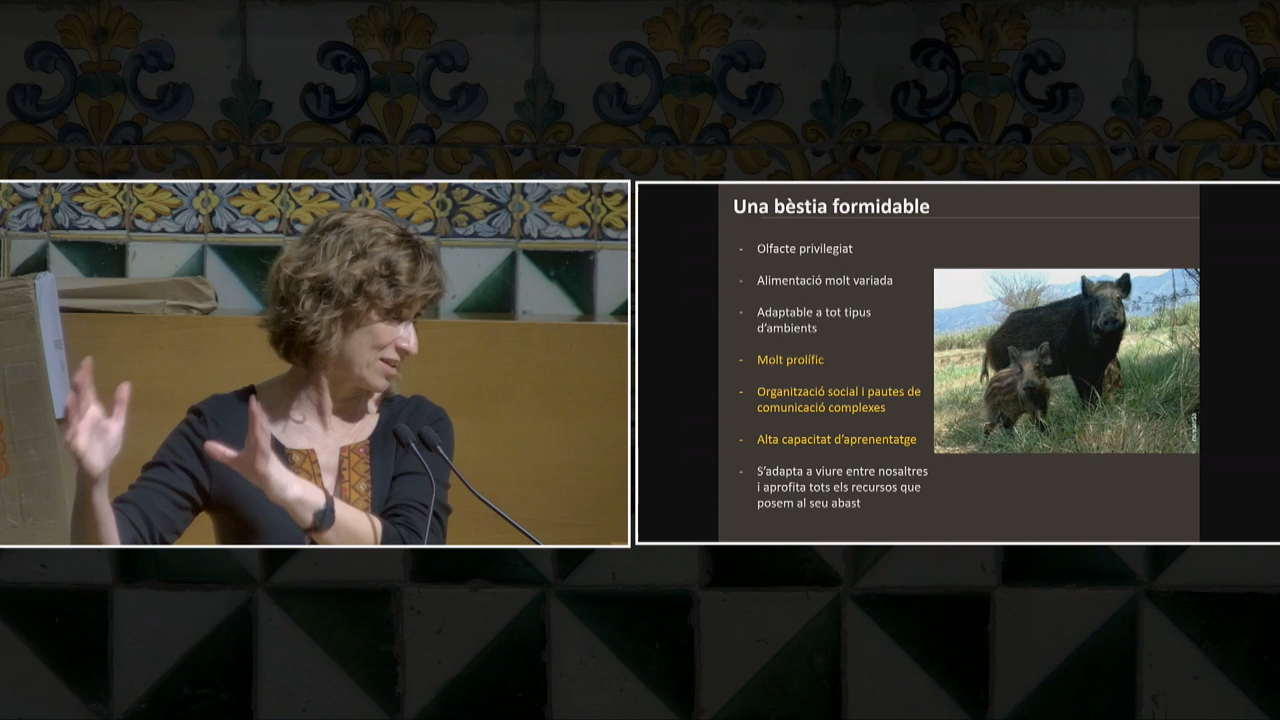 Una bèstia formidable
- Olfacte privilegiat
- Alimentació molt variada
- Adaptable a tot tipus
d'ambients
- Molt prolífic
- Organització social i pautes de
comunicació complexes
- Alta capacitat d'aprenentatge
- S'adapta a viure entre nosaltres
i aprofita tots els recursos que
posem al seu abast